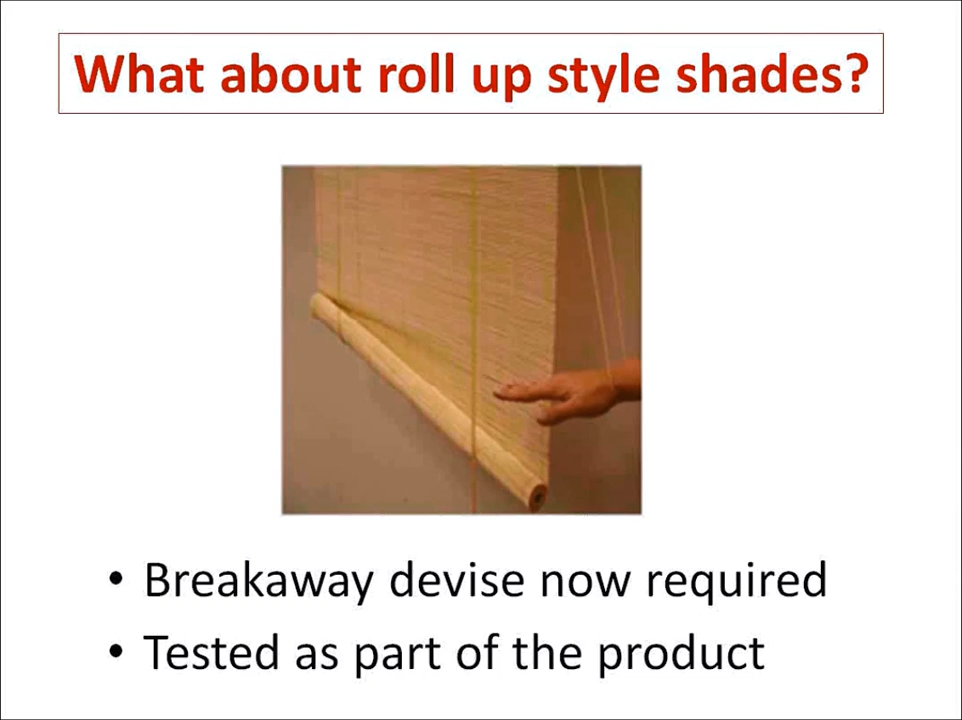 What about roll up style shades?
• Breakaway devise now required
• Tested as part of the product